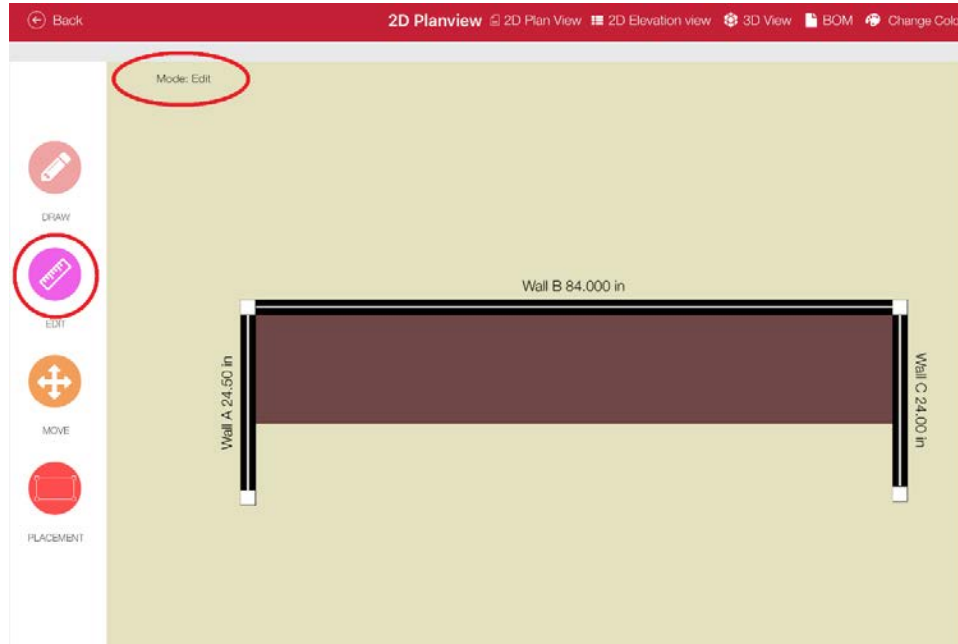 Back
2D Planview 2D Plan View 2D Elevation view 3D View BOM Change Colo
Mode: Edit
DRAW
EDIT
MOVE
PLACEMENT
Wall B 84.000 in
Wall A 24.50 in
Wall C 24.00 in